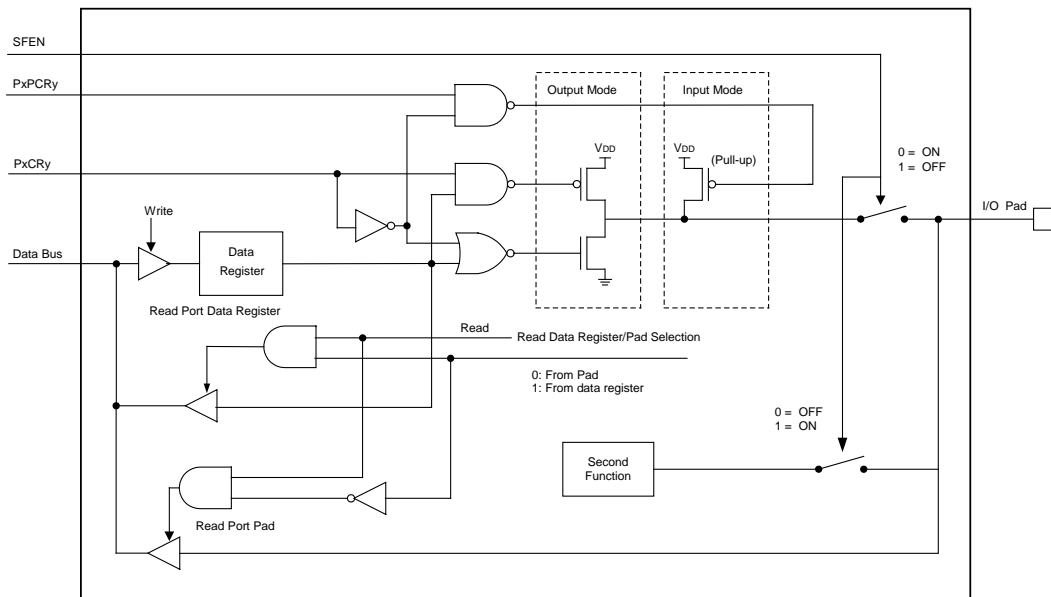 SFEN
PxPCRy
Output Mode
Input Mode
VDD
VDD
(Pull-up)
0 = ON
1 = OFF
PxCRy
I/O Pad
Write
Data Bus
Data
Register
Read Port Data Register
Read
Read Data Register/Pad Selection
0: From Pad
1: From data register
0 = OFF
1 = ON
Second
Function
Read Port Pad